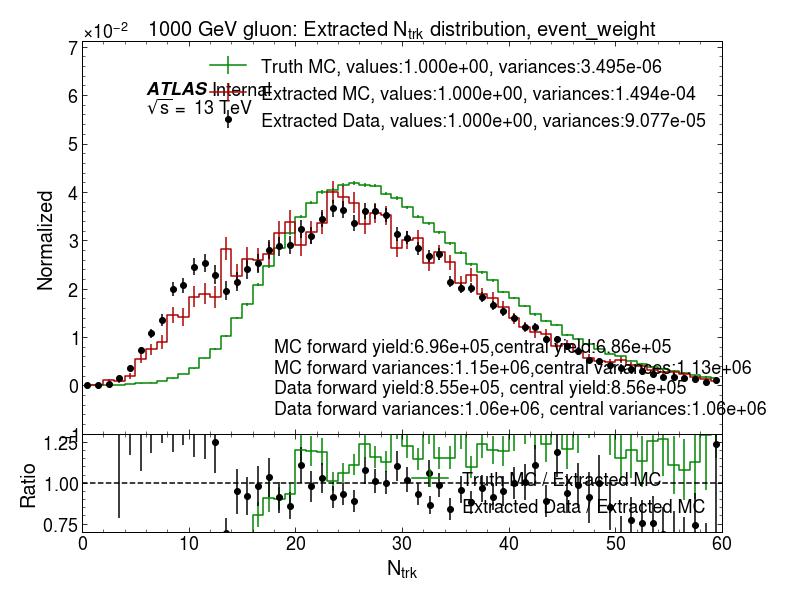 ×10⁻² 1000 GeV gluon: Extracted Nₜᵣₖ distribution, event_weight
Truth MC, values:1.000e+00, variances:3.495e-06
ATLAS Internal
Extracted MC, values:1.000e+00, variances:1.494e-04
√s = 13 TeV
Extracted Data, values:1.000e+00, variances:9.077e-05
7
6
5
4
3
2
1
0
1
Normalized
MC forward yield:6.96e+05,central yield:6.86e+05
MC forward variances:1.15e+06,central variances:1.13e+06
Data forward yield:8.55e+05, central yield:8.56e+05
Data forward variances:1.06e+06, central variances:1.06e+06
1.25
1.00
0.75
Ratio
Truth MC / Extracted MC
Extracted Data / Extracted MC
0 10 20 30 40 50 60
Nₜᵣₖ